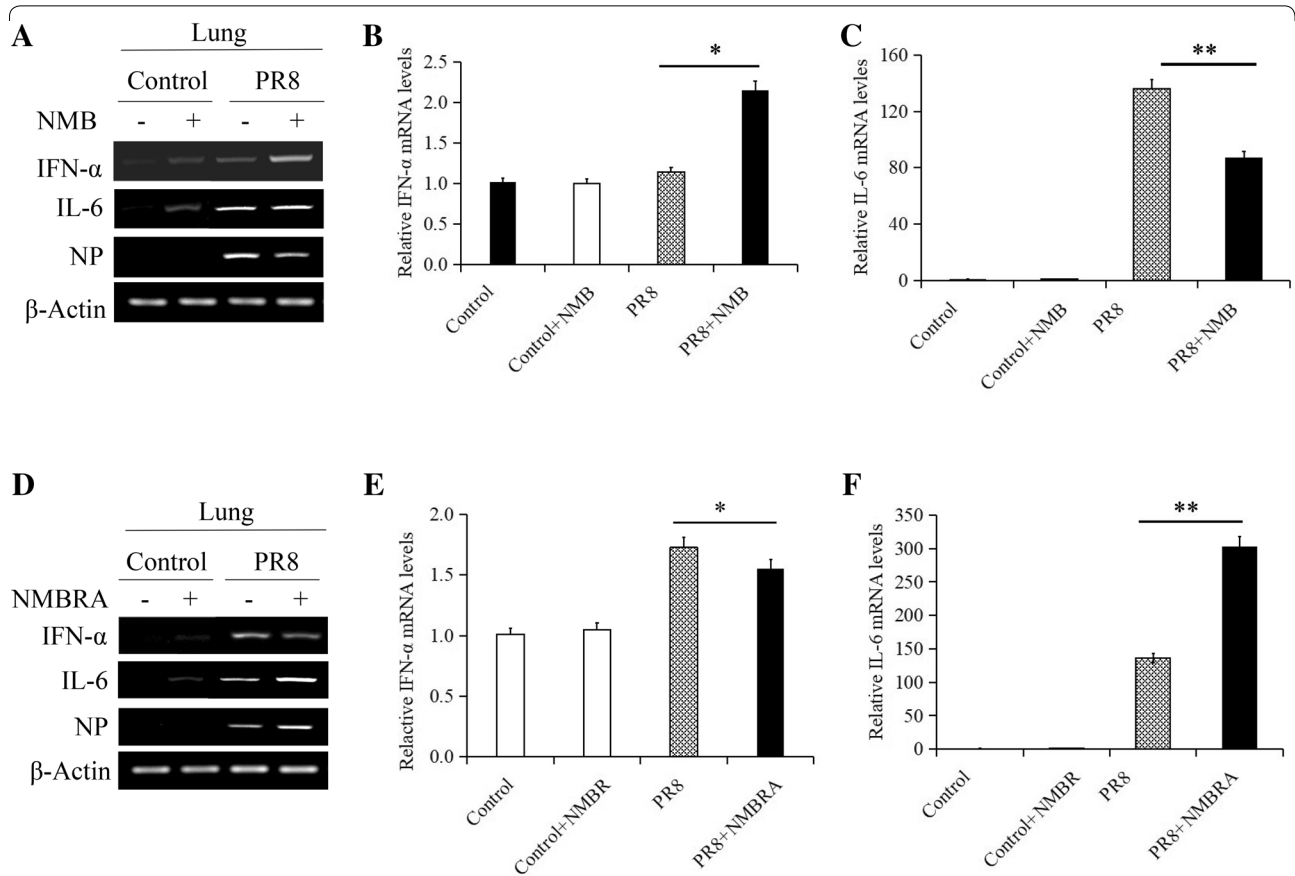 A
Lung
Control PR8
NMB - + - +
IFN-α
IL-6
NP
β-Actin
B
*
Relative IFN-α mRNA levels
2.5
2.0
1.5
1.0
0.5
0.0
Control
Control+NMB
PR8
PR8+NMB
C
**
Relative IL-6 mRNA levles
160
120
80
40
0
Control
Control+NMB
PR8
PR8+NMB
D
Lung
Control PR8
NMBRA - + - +
IFN-α
IL-6
NP
β-Actin
E
*
Relactive IFN-α mRNA levels
2.0
1.5
1.0
0.5
0.0
Control
Control+NMBR
PR8
PR8+NMBRA
F
**
Relative IL-6 mRNA levels
350
300
250
200
150
100
50
0
Control
Control+NMBR
PR8
PR8+NMBRA